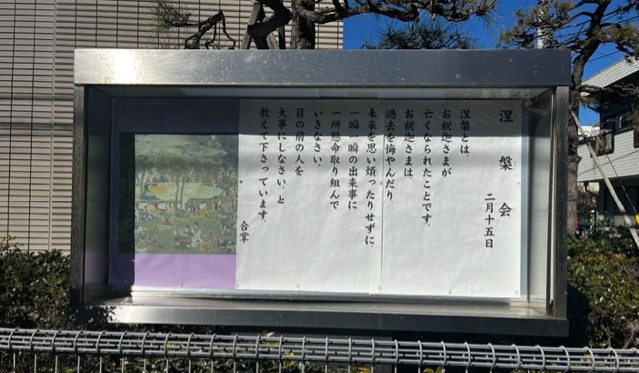 涅槃会
二月十五日
涅槃とは、
お釈迦さまが
亡くなられたことです。
お釈迦さまは、
過去を悔やんだり
未来を思い煩ったりせずに、
一瞬一瞬の出来事に
一所懸命取り組んで
いきなさい。
目の前の人を
大事にしなさい、と
教えて下さっています。
合掌